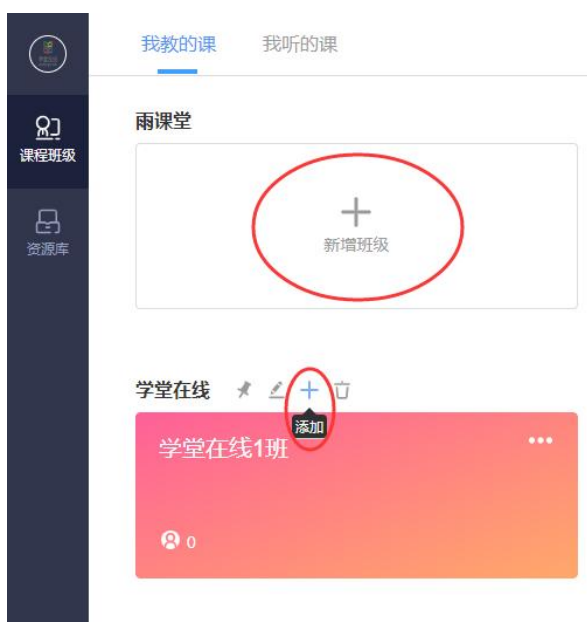 我教的课 我听的课
课程班级
资源库
雨课堂
新增班级
学堂在线
添加
学堂在线1班
0